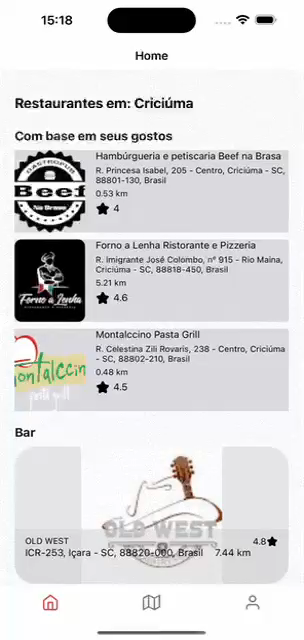 15:18
Home
Restaurantes em: Criciúma
Com base em seus gostos
GASTROPUB
Beef
Na Brasa
Hambúrgueria e petiscaria Beef na Brasa
R. Princesa Isabel, 205 - Centro, Criciúma - SC,
88801-130, Brasil
0.53 km
4
Forno a Lenha
Forno a Lenha Ristorante e Pizzeria
R. imigrante José Colombo, nº 915 - Rio Maina,
Criciúma - SC, 88818-450, Brasil
5.21 km
4.6
montalccin
pasta grill
Montalccino Pasta Grill
R. Celestina Zili Rovaris, 238 - Centro, Criciúma
- SC, 88802-210, Brasil
0.48 km
4.5
Bar
OLD WEST
OLD WEST
4.8
ICR-253, Içara - SC, 88820-000, Brasil 7.44 km